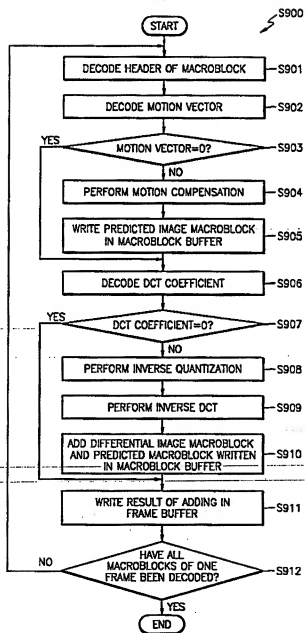 S900
START
DECODE HEADER OF MACROBLOCK
S901
DECODE MOTION VECTOR
S902
YES
MOTION VECTOR=0?
S903
NO
PERFORM MOTION COMPENSATION
S904
WRITE PREDICTED IMAGE MACROBLOCK
IN MACROBLOCK BUFFER
S905
DECODE DCT COEFFICIENT
S906
YES
DCT COEFFICIENT=0?
S907
NO
PERFORM INVERSE QUANTIZATION
S908
PERFORM INVERSE DCT
S909
ADD DIFFERENTIAL IMAGE MACROBLOCK
AND PREDICTED MACROBLOCK WRITTEN
IN MACROBLOCK BUFFER
S910
WRITE RESULT OF ADDING IN
FRAME BUFFER
S911
NO
HAVE ALL
MACROBLOCKS OF ONE
FRAME BEEN DECODED?
S912
YES
END